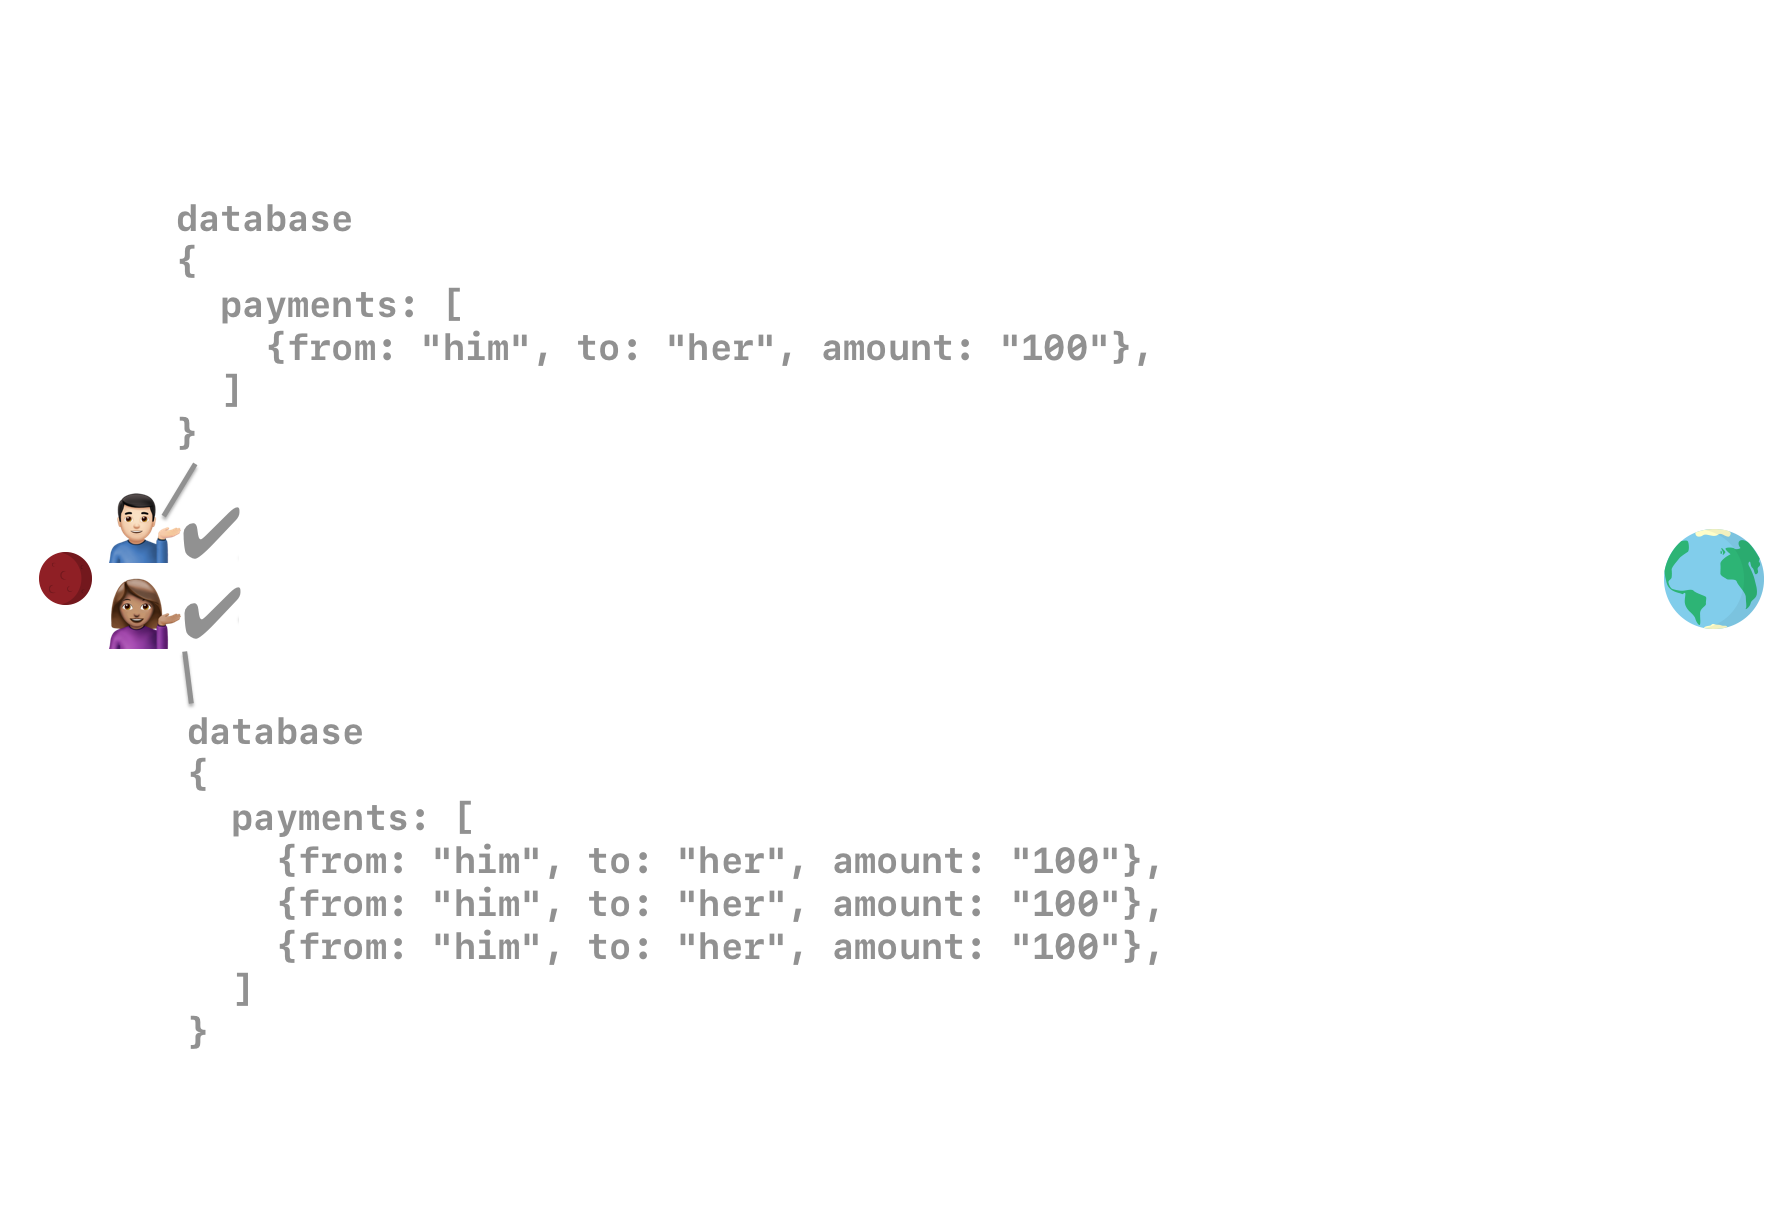 database
{
  payments: [
    {from: "him", to: "her", amount: "100"},
  ]
}
database
{
  payments: [
    {from: "him", to: "her", amount: "100"},
    {from: "him", to: "her", amount: "100"},
    {from: "him", to: "her", amount: "100"},
  ]
}